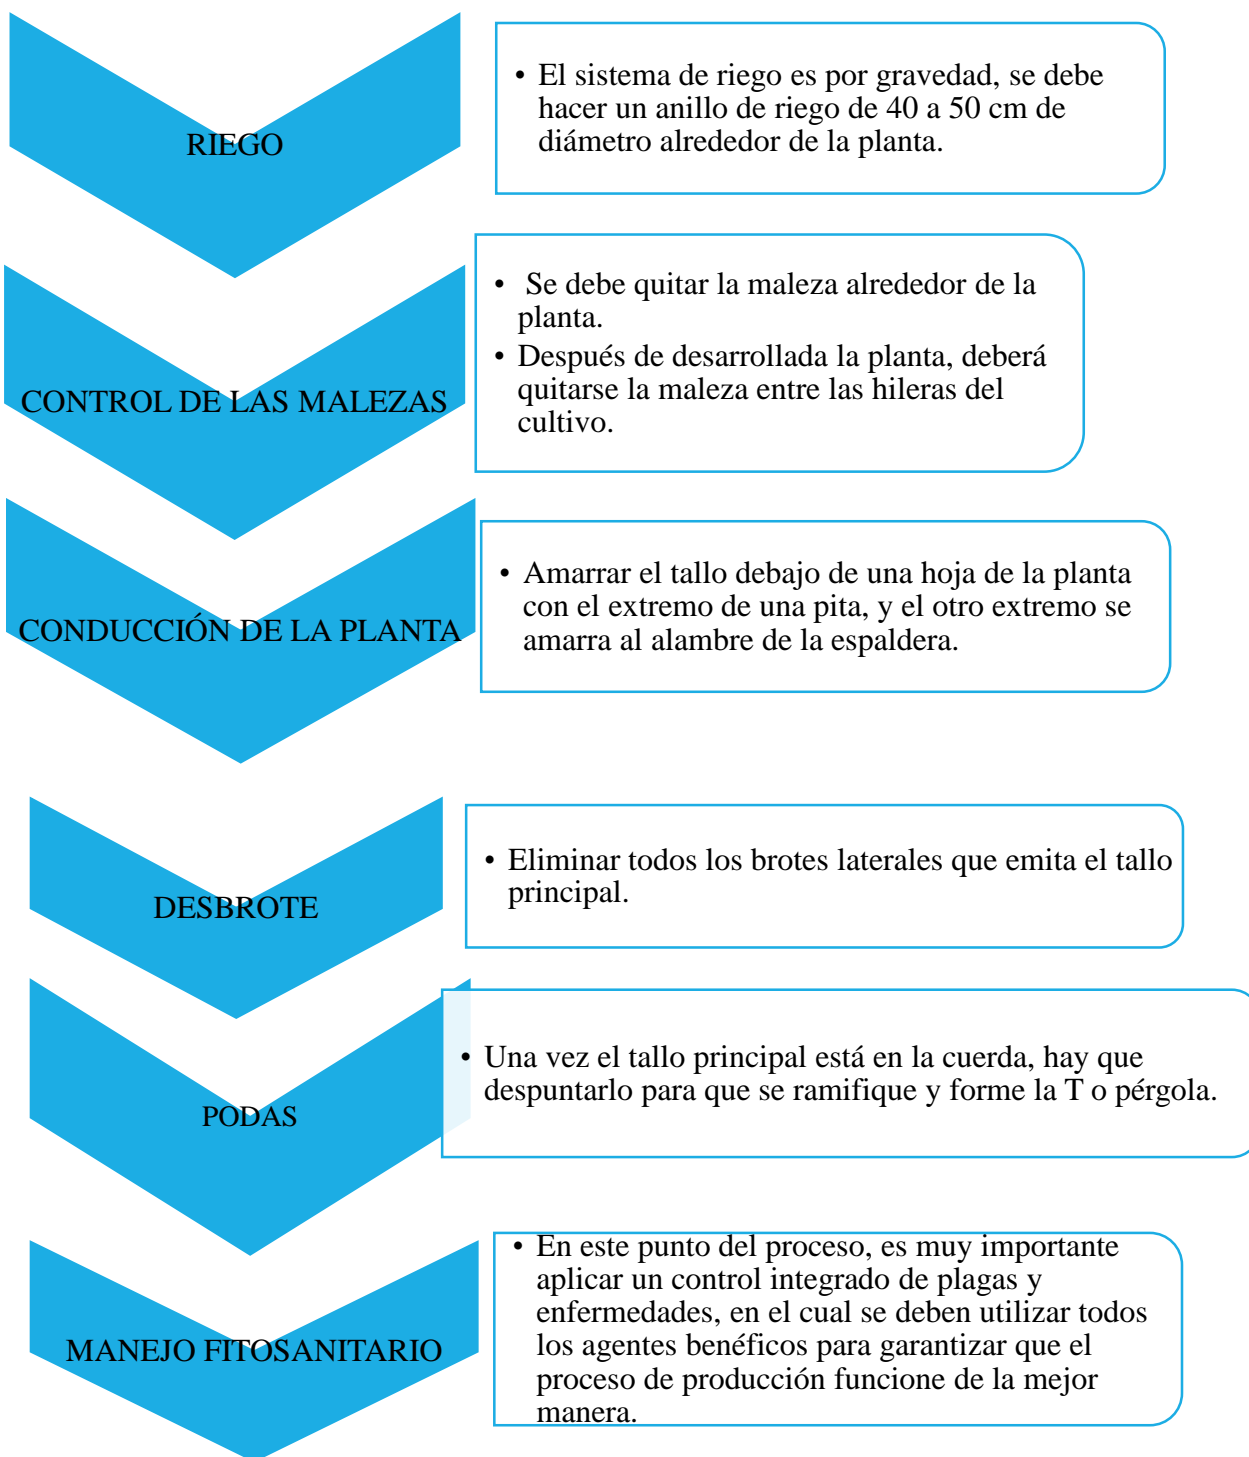 RIEGO
• El sistema de riego es por gravedad, se debe
hacer un anillo de riego de 40 a 50 cm de
diámetro alrededor de la planta.
CONTROL DE LAS MALEZAS
• Se debe quitar la maleza alrededor de la
planta.
• Después de desarrollada la planta, deberá
quitarse la maleza entre las hileras del
cultivo.
CONDUCCIÓN DE LA PLANTA
• Amarrar el tallo debajo de una hoja de la planta
con el extremo de una pita, y el otro extremo se
amarra al alambre de la espaldera.
DESBROTE
• Eliminar todos los brotes laterales que emita el tallo
principal.
PODAS
• Una vez el tallo principal está en la cuerda, hay que
despuntarlo para que se ramifique y forme la T o pérgola.
MANEJO FITOSANITARIO
• En este punto del proceso, es muy importante
aplicar un control integrado de plagas y
enfermedades, en el cual se deben utilizar todos
los agentes benéficos para garantizar que el
proceso de producción funcione de la mejor
manera.